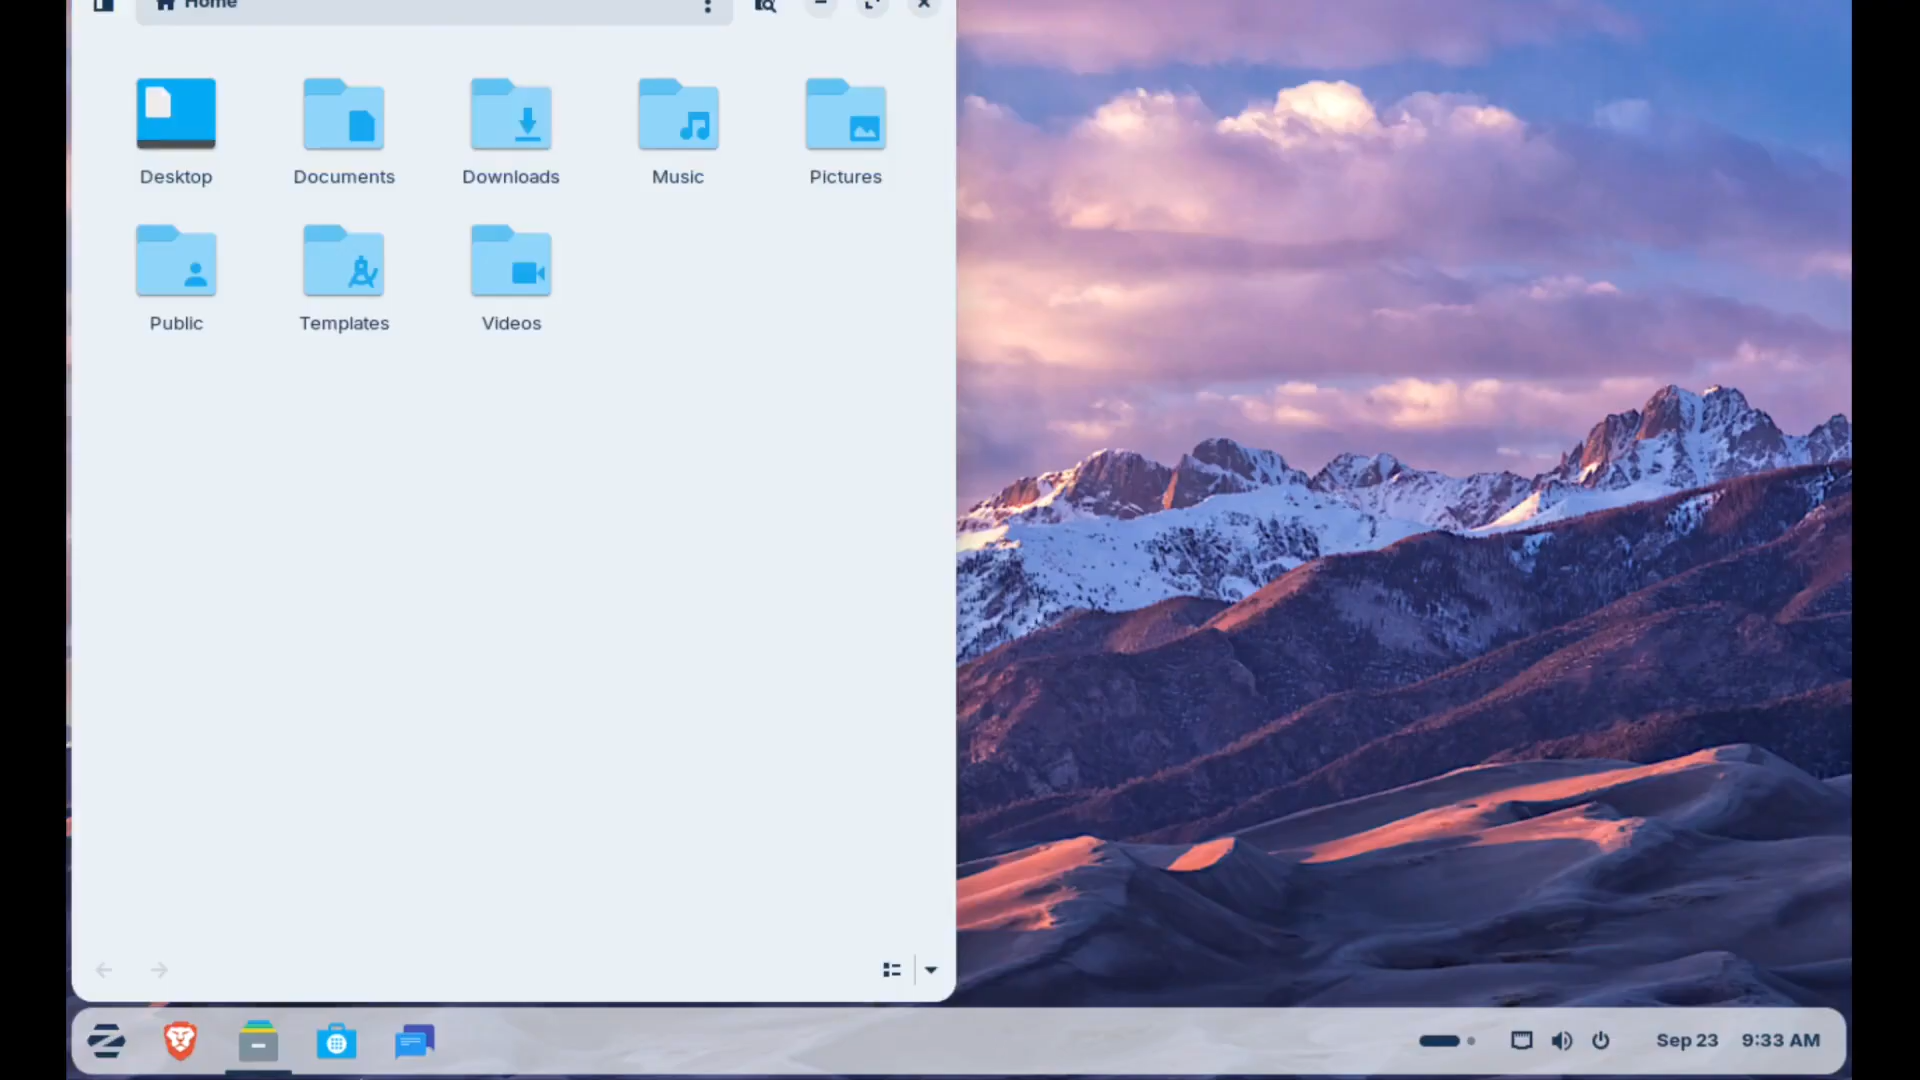 Home
Desktop Documents Downloads Music Pictures
Public Templates Videos
Sep 23 9:33 AM